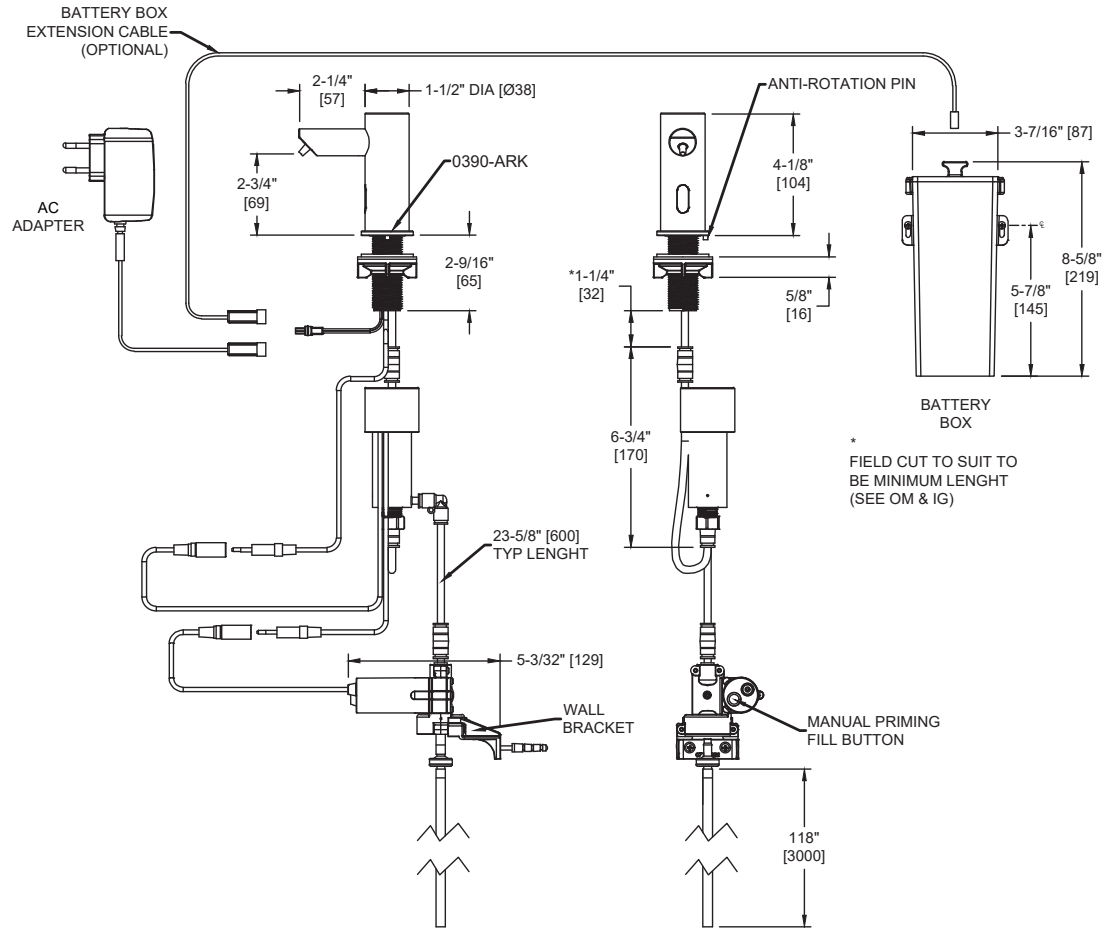 BATTERY BOX
EXTENSION CABLE
(OPTIONAL)
2-1/4"
[57]
1-1/2" DIA [Ø38]
ANTI-ROTATION PIN
3-7/16" [87]
0390-ARK
2-3/4"
[69]
4-1/8"
[104]
AC
ADAPTER
2-9/16"
[65]
*1-1/4"
[32]
5/8"
[16]
℄
8-5/8"
[219]
5-7/8"
[145]
BATTERY
BOX
6-3/4"
[170]
*
FIELD CUT TO SUIT TO
BE MINIMUM LENGHT
(SEE OM & IG)
23-5/8" [600]
TYP LENGHT
5-3/32" [129]
WALL
BRACKET
MANUAL PRIMING
FILL BUTTON
118"
[3000]